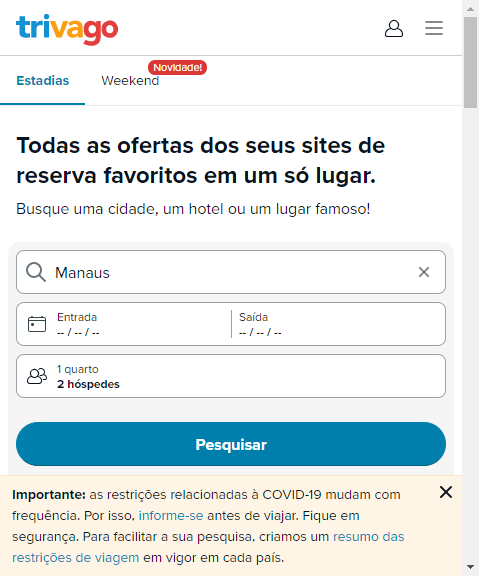 trivago
Novidade!
Estadias Weekend
Todas as ofertas dos seus sites de
reserva favoritos em um só lugar.
Busque uma cidade, um hotel ou um lugar famoso!
Manaus
Entrada Saída
-- / -- / -- -- / -- / --
1 quarto
2 hóspedes
Pesquisar
Importante: as restrições relacionadas à COVID-19 mudam com
frequência. Por isso, informe-se antes de viajar. Fique em
segurança. Para facilitar a sua pesquisa, criamos um resumo das
restrições de viagem em vigor em cada país.